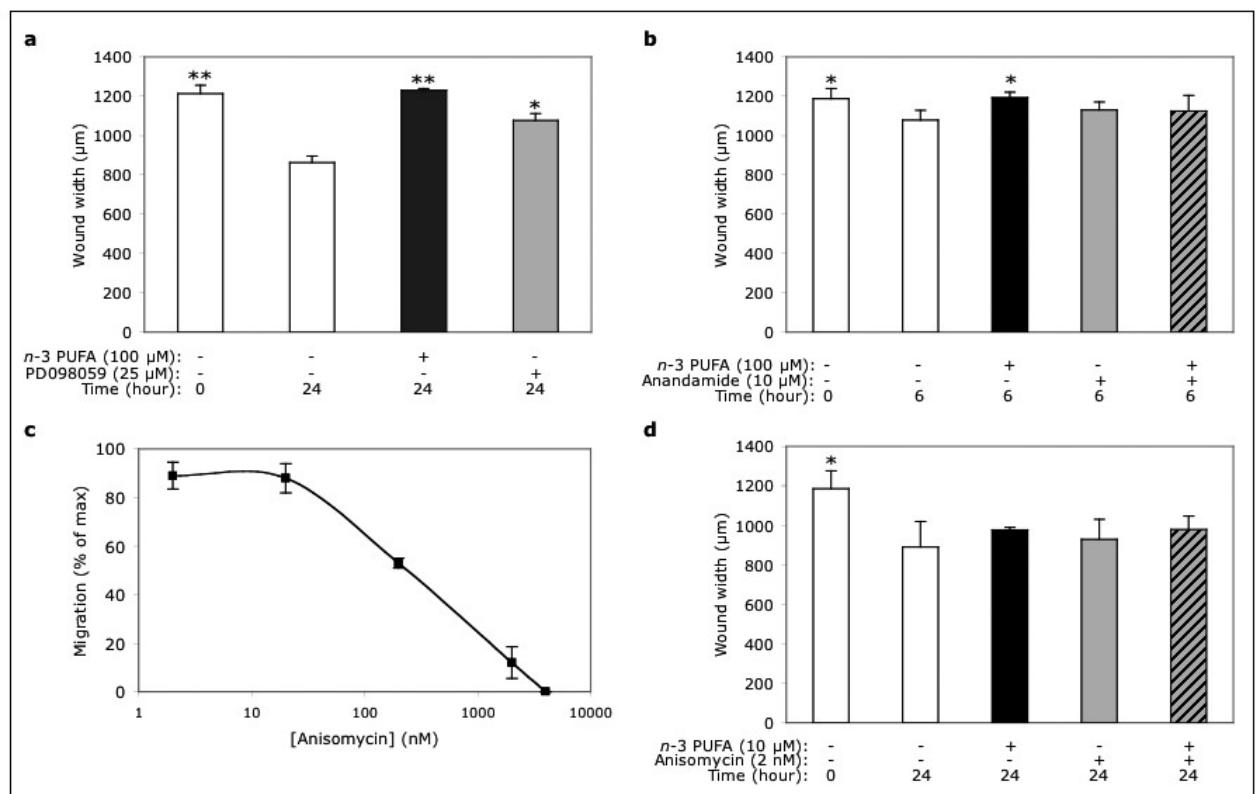 a
1400
1200
1000
800
600
400
200
0
Wound width (µm)
** ** *
n-3 PUFA (100 µM): - - + -
PD098059 (25 µM): - - - +
Time (hour): 0 24 24 24
b
1400
1200
1000
800
600
400
200
0
Wound width (µm)
* *
n-3 PUFA (100 µM): - - + - +
Anandamide (10 µM): - - - + +
Time (hour): 0 6 6 6 6
c
100
80
60
40
20
0
Migration (% of max)
1 10 100 1000 10000
[Anisomycin] (nM)
d
1400
1200
1000
800
600
400
200
0
Wound width (µm)
*
n-3 PUFA (10 µM): - - + - +
Anisomycin (2 nM): - - - + +
Time (hour): 0 24 24 24 24